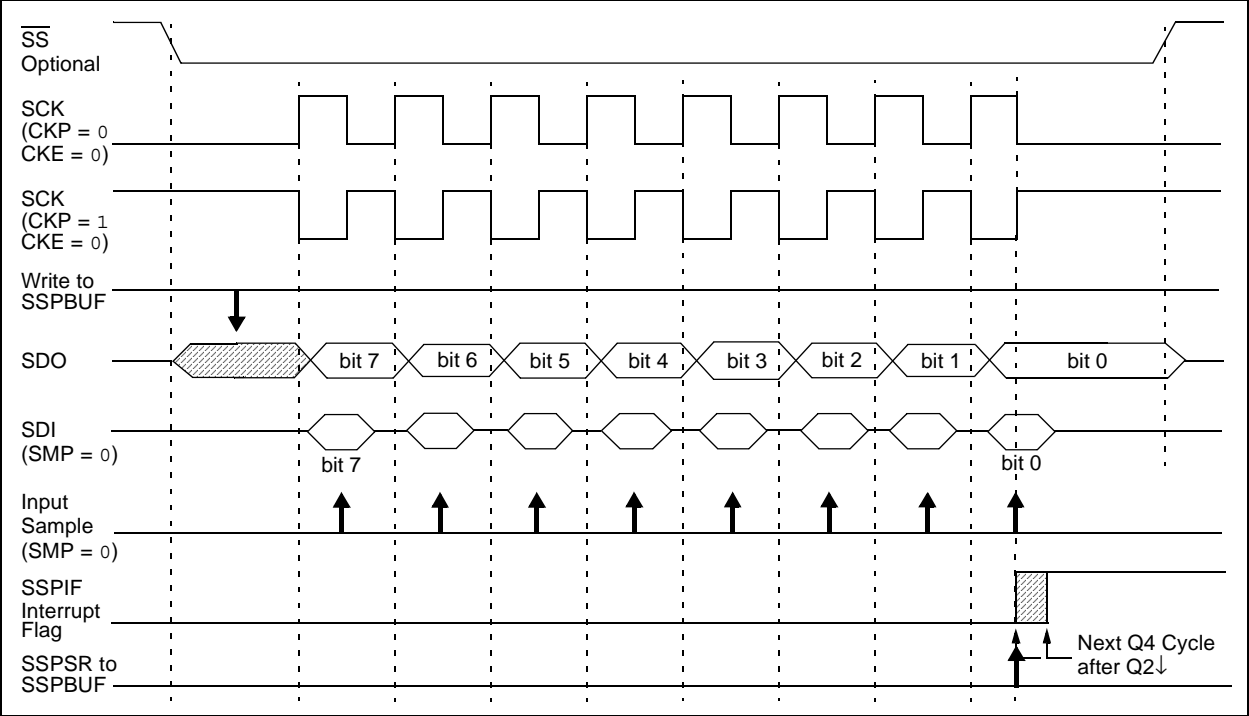 SS
Optional
SCK
(CKP = 0
CKE = 0)
SCK
(CKP = 1
CKE = 0)
Write to
SSPBUF
SDO
bit 7 bit 6 bit 5 bit 4 bit 3 bit 2 bit 1 bit 0
SDI
(SMP = 0)
bit 7 bit 0
Input
Sample
(SMP = 0)
SSPIF
Interrupt
Flag
Next Q4 Cycle
after Q2↓
SSPSR to
SSPBUF